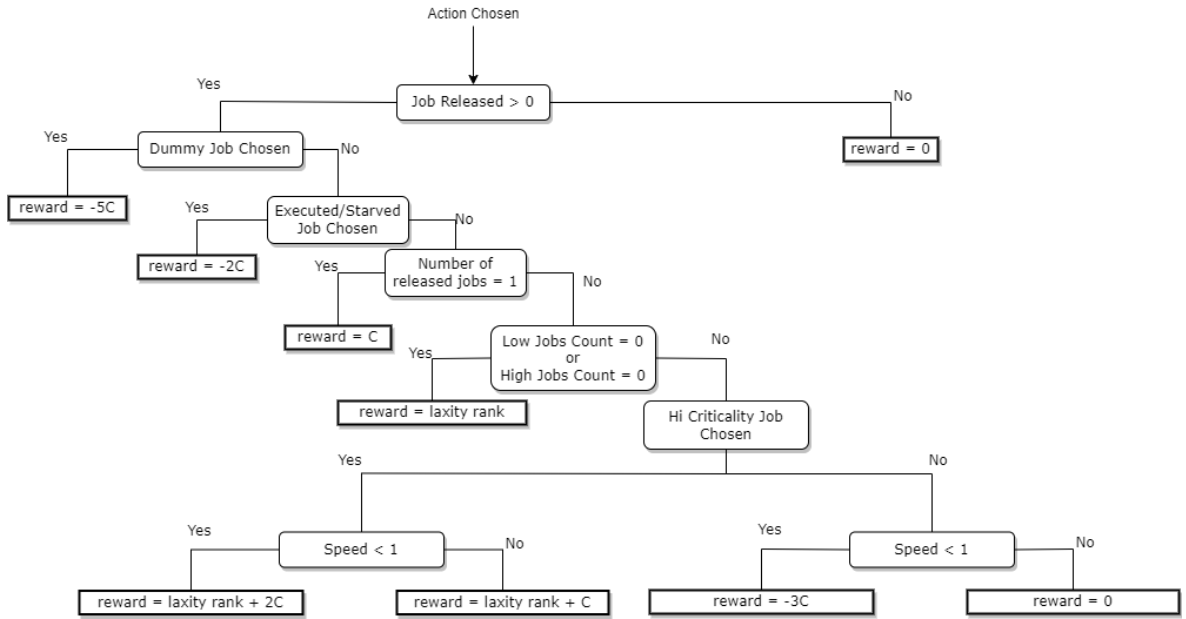 Action Chosen
Yes
Job Released > 0
No
Yes
Dummy Job Chosen
No
reward = 0
reward = -5C
Yes
Executed/Starved
Job Chosen
No
reward = -2C
Yes
Number of
released jobs = 1
No
reward = C
Yes
Low Jobs Count = 0
or
High Jobs Count = 0
No
reward = laxity rank
Hi Criticality Job
Chosen
Yes
No
Yes
Speed < 1
No
Yes
Speed < 1
No
reward = laxity rank + 2C
reward = laxity rank + C
reward = -3C
reward = 0